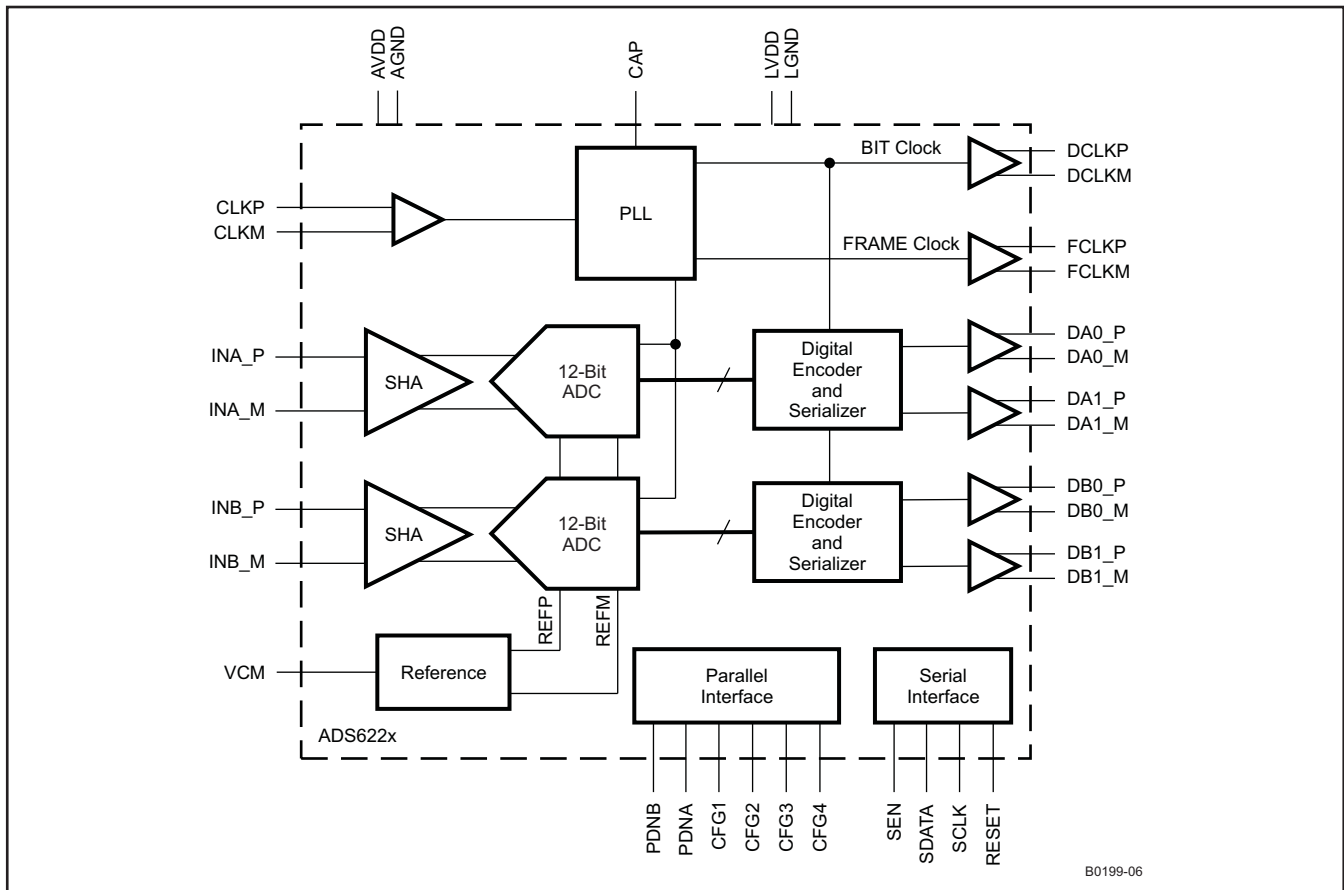 AVDD
AGND
CAP
LVDD
LGND
CLKP
CLKM
PLL
BIT Clock
DCLKP
DCLKM
FRAME Clock
FCLKP
FCLKM
INA_P
INA_M
SHA
12-Bit
ADC
Digital
Encoder
and
Serializer
DA0_P
DA0_M
DA1_P
DA1_M
INB_P
INB_M
SHA
12-Bit
ADC
Digital
Encoder
and
Serializer
DB0_P
DB0_M
DB1_P
DB1_M
REFP
REFM
VCM
Reference
Parallel
Interface
Serial
Interface
ADS622x
PDNB
PDNA
CFG1
CFG2
CFG3
CFG4
SEN
SDATA
SCLK
RESET
B0199-06